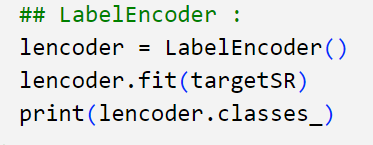 ## LabelEncoder :
lencoder = LabelEncoder()
lencoder.fit(targetSR)
print(lencoder.classes_)